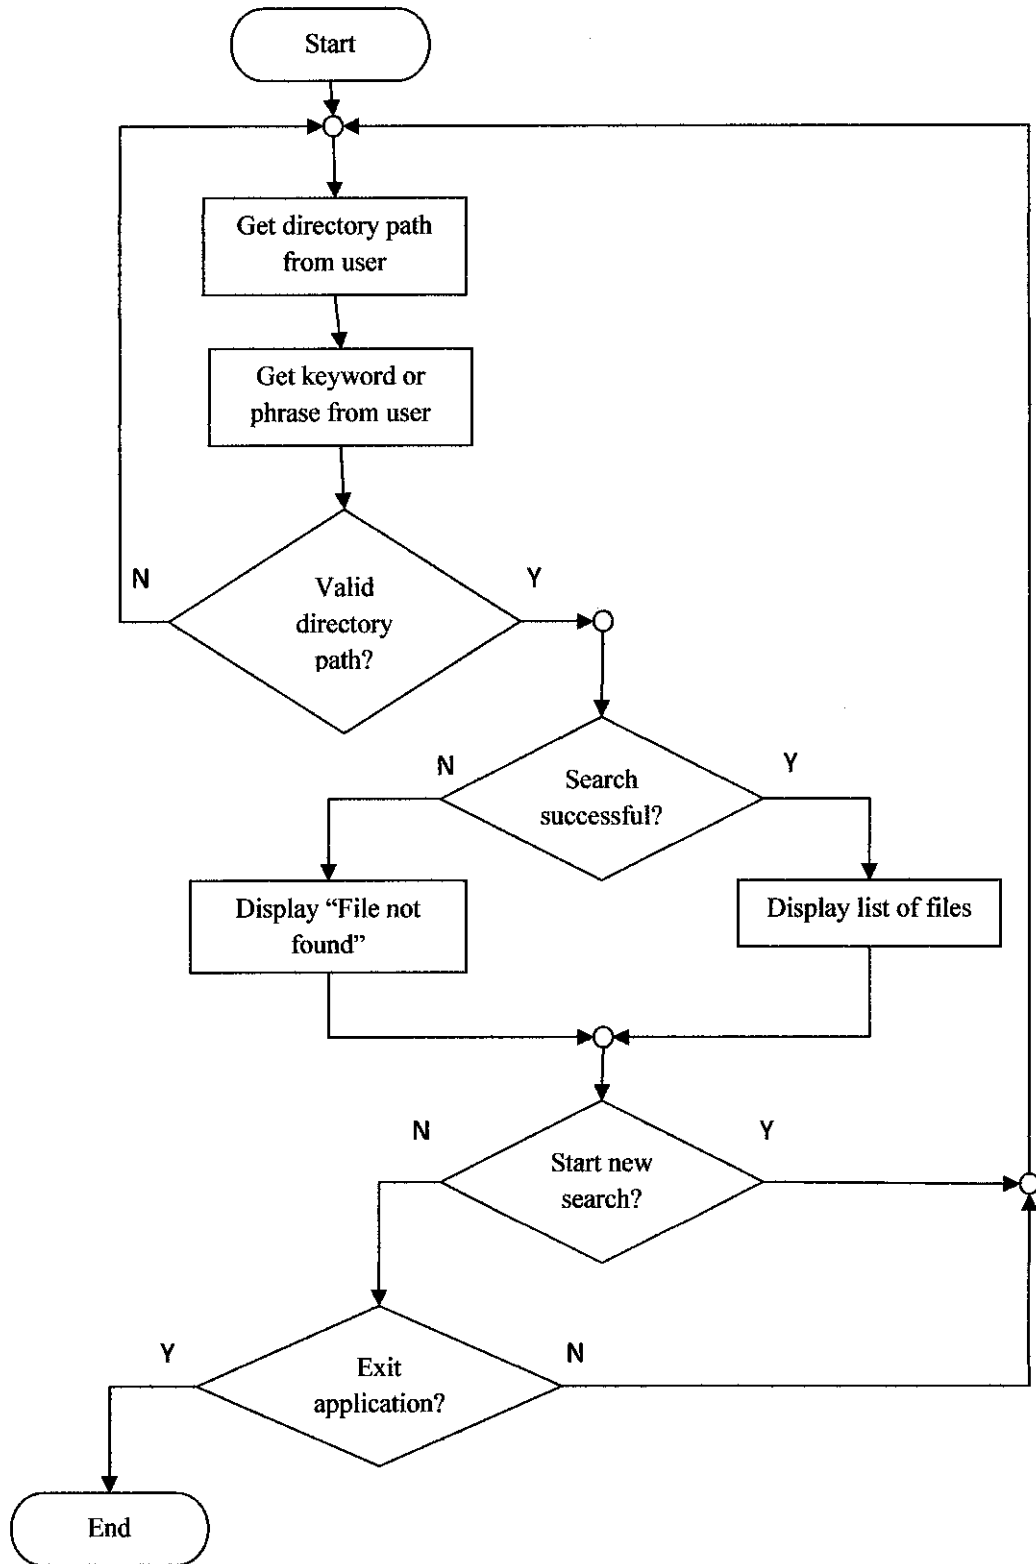 Start
Get directory path
from user
Get keyword or
phrase from user
N
Y
Valid
directory
path?
N
Y
Search
successful?
Display “File not
found”
Display list of files
N
Y
Start new
search?
Y
N
Exit
application?
End